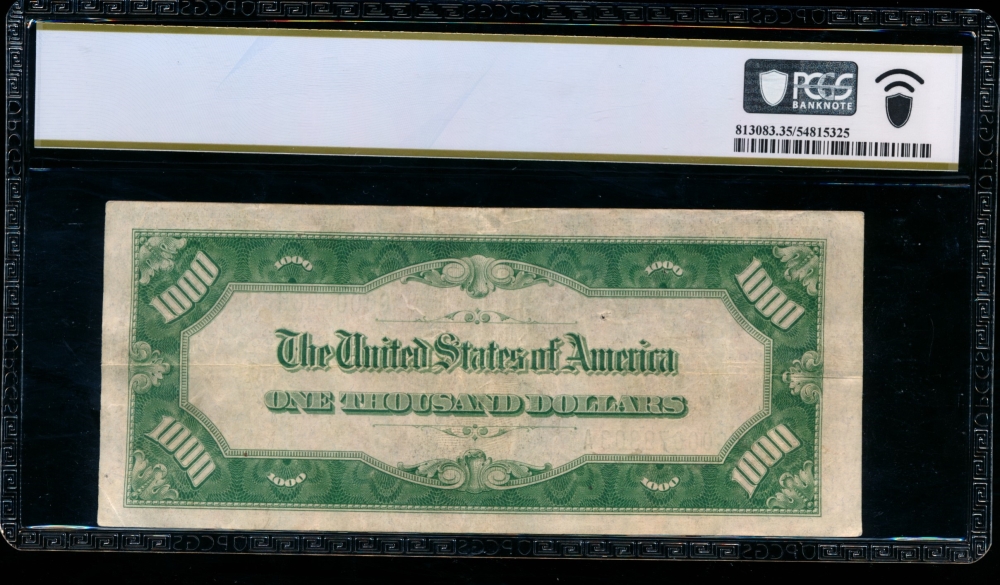 PCGS
BANKNOTE
813083.35/54815325
1000 1000 1000 1000
The United States of America
ONE THOUSAND DOLLARS
1000 1000 1000 1000